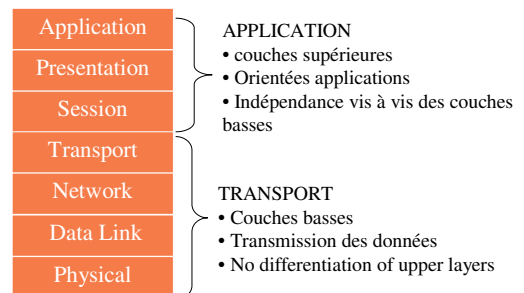 Application
Presentation
Session
Transport
Network
Data Link
Physical
APPLICATION
• couches supérieures
• Orientées applications
• Indépendance vis à vis des couches
basses
TRANSPORT
• Couches basses
• Transmission des données
• No differentiation of upper layers